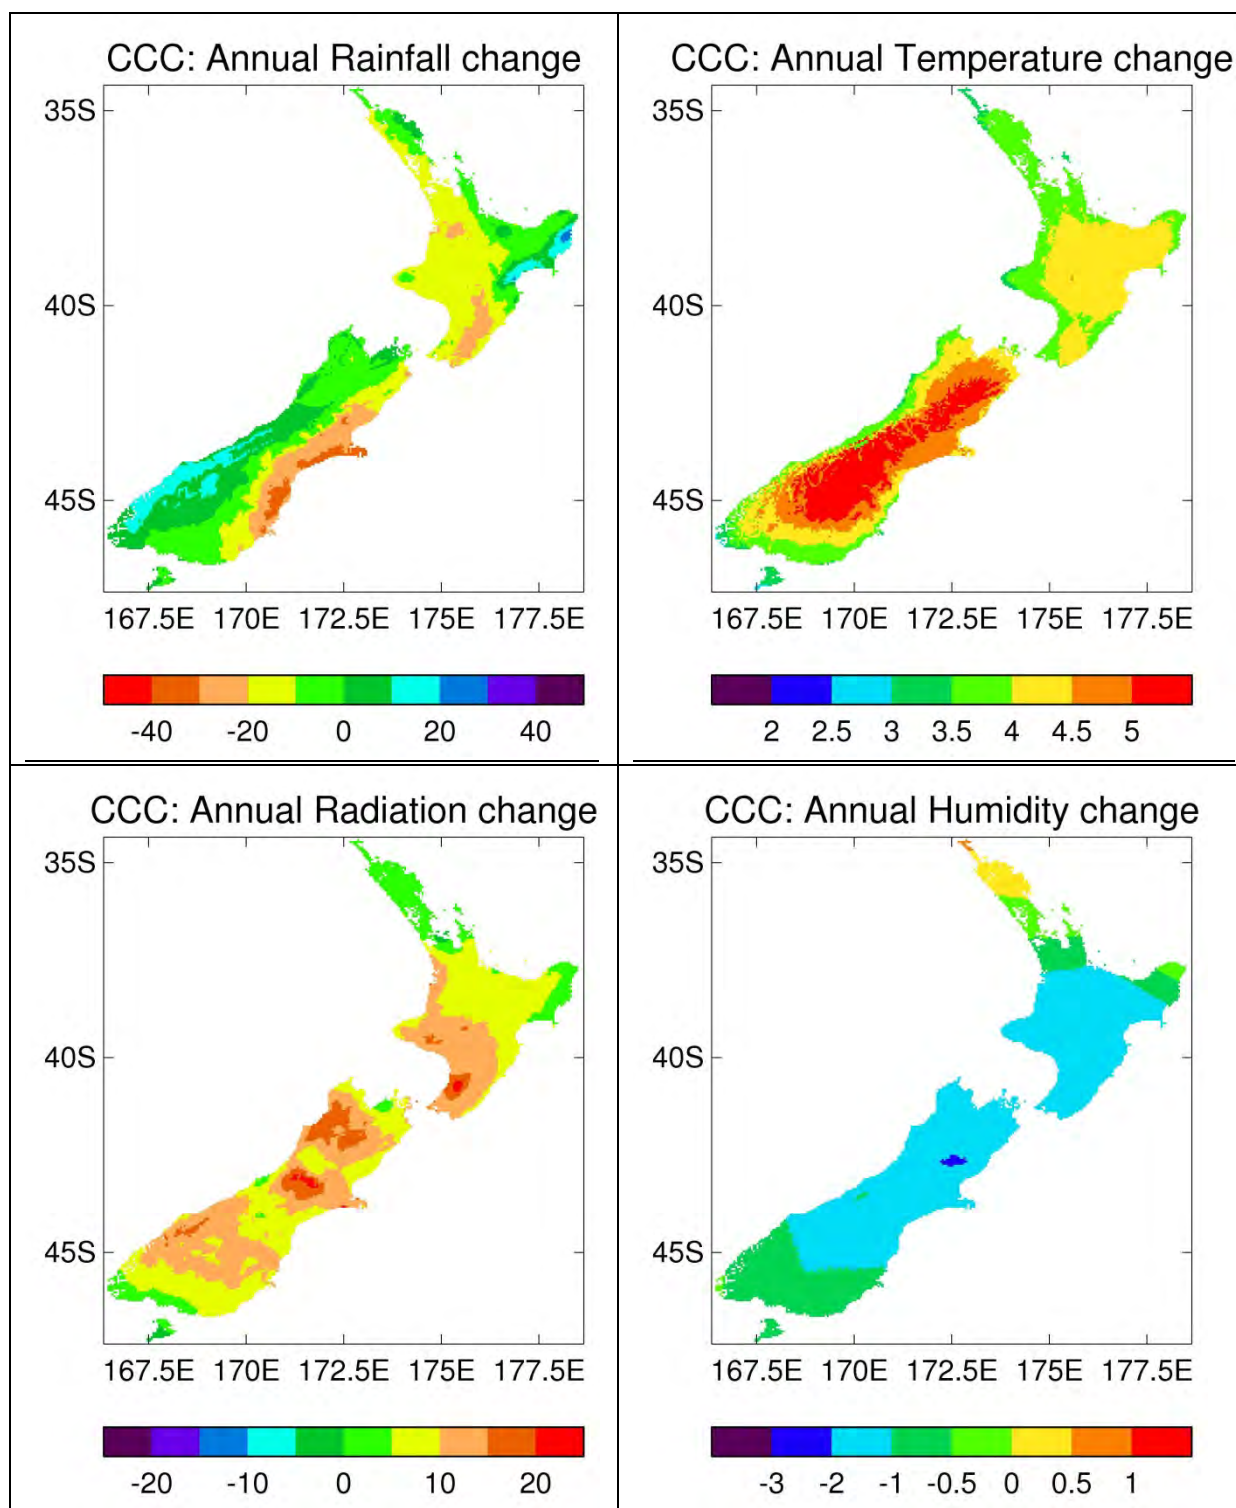 CCC: Annual Rainfall change
35S
40S
45S
167.5E 170E 172.5E 175E 177.5E
-40 -20 0 20 40
CCC: Annual Temperature change
167.5E 170E 172.5E 175E 177.5E
2 2.5 3 3.5 4 4.5 5
CCC: Annual Radiation change
35S
40S
45S
167.5E 170E 172.5E 175E 177.5E
-20 -10 0 10 20
CCC: Annual Humidity change
35S
40S
45S
167.5E 170E 172.5E 175E 177.5E
-3 -2 -1 -0.5 0 0.5 1